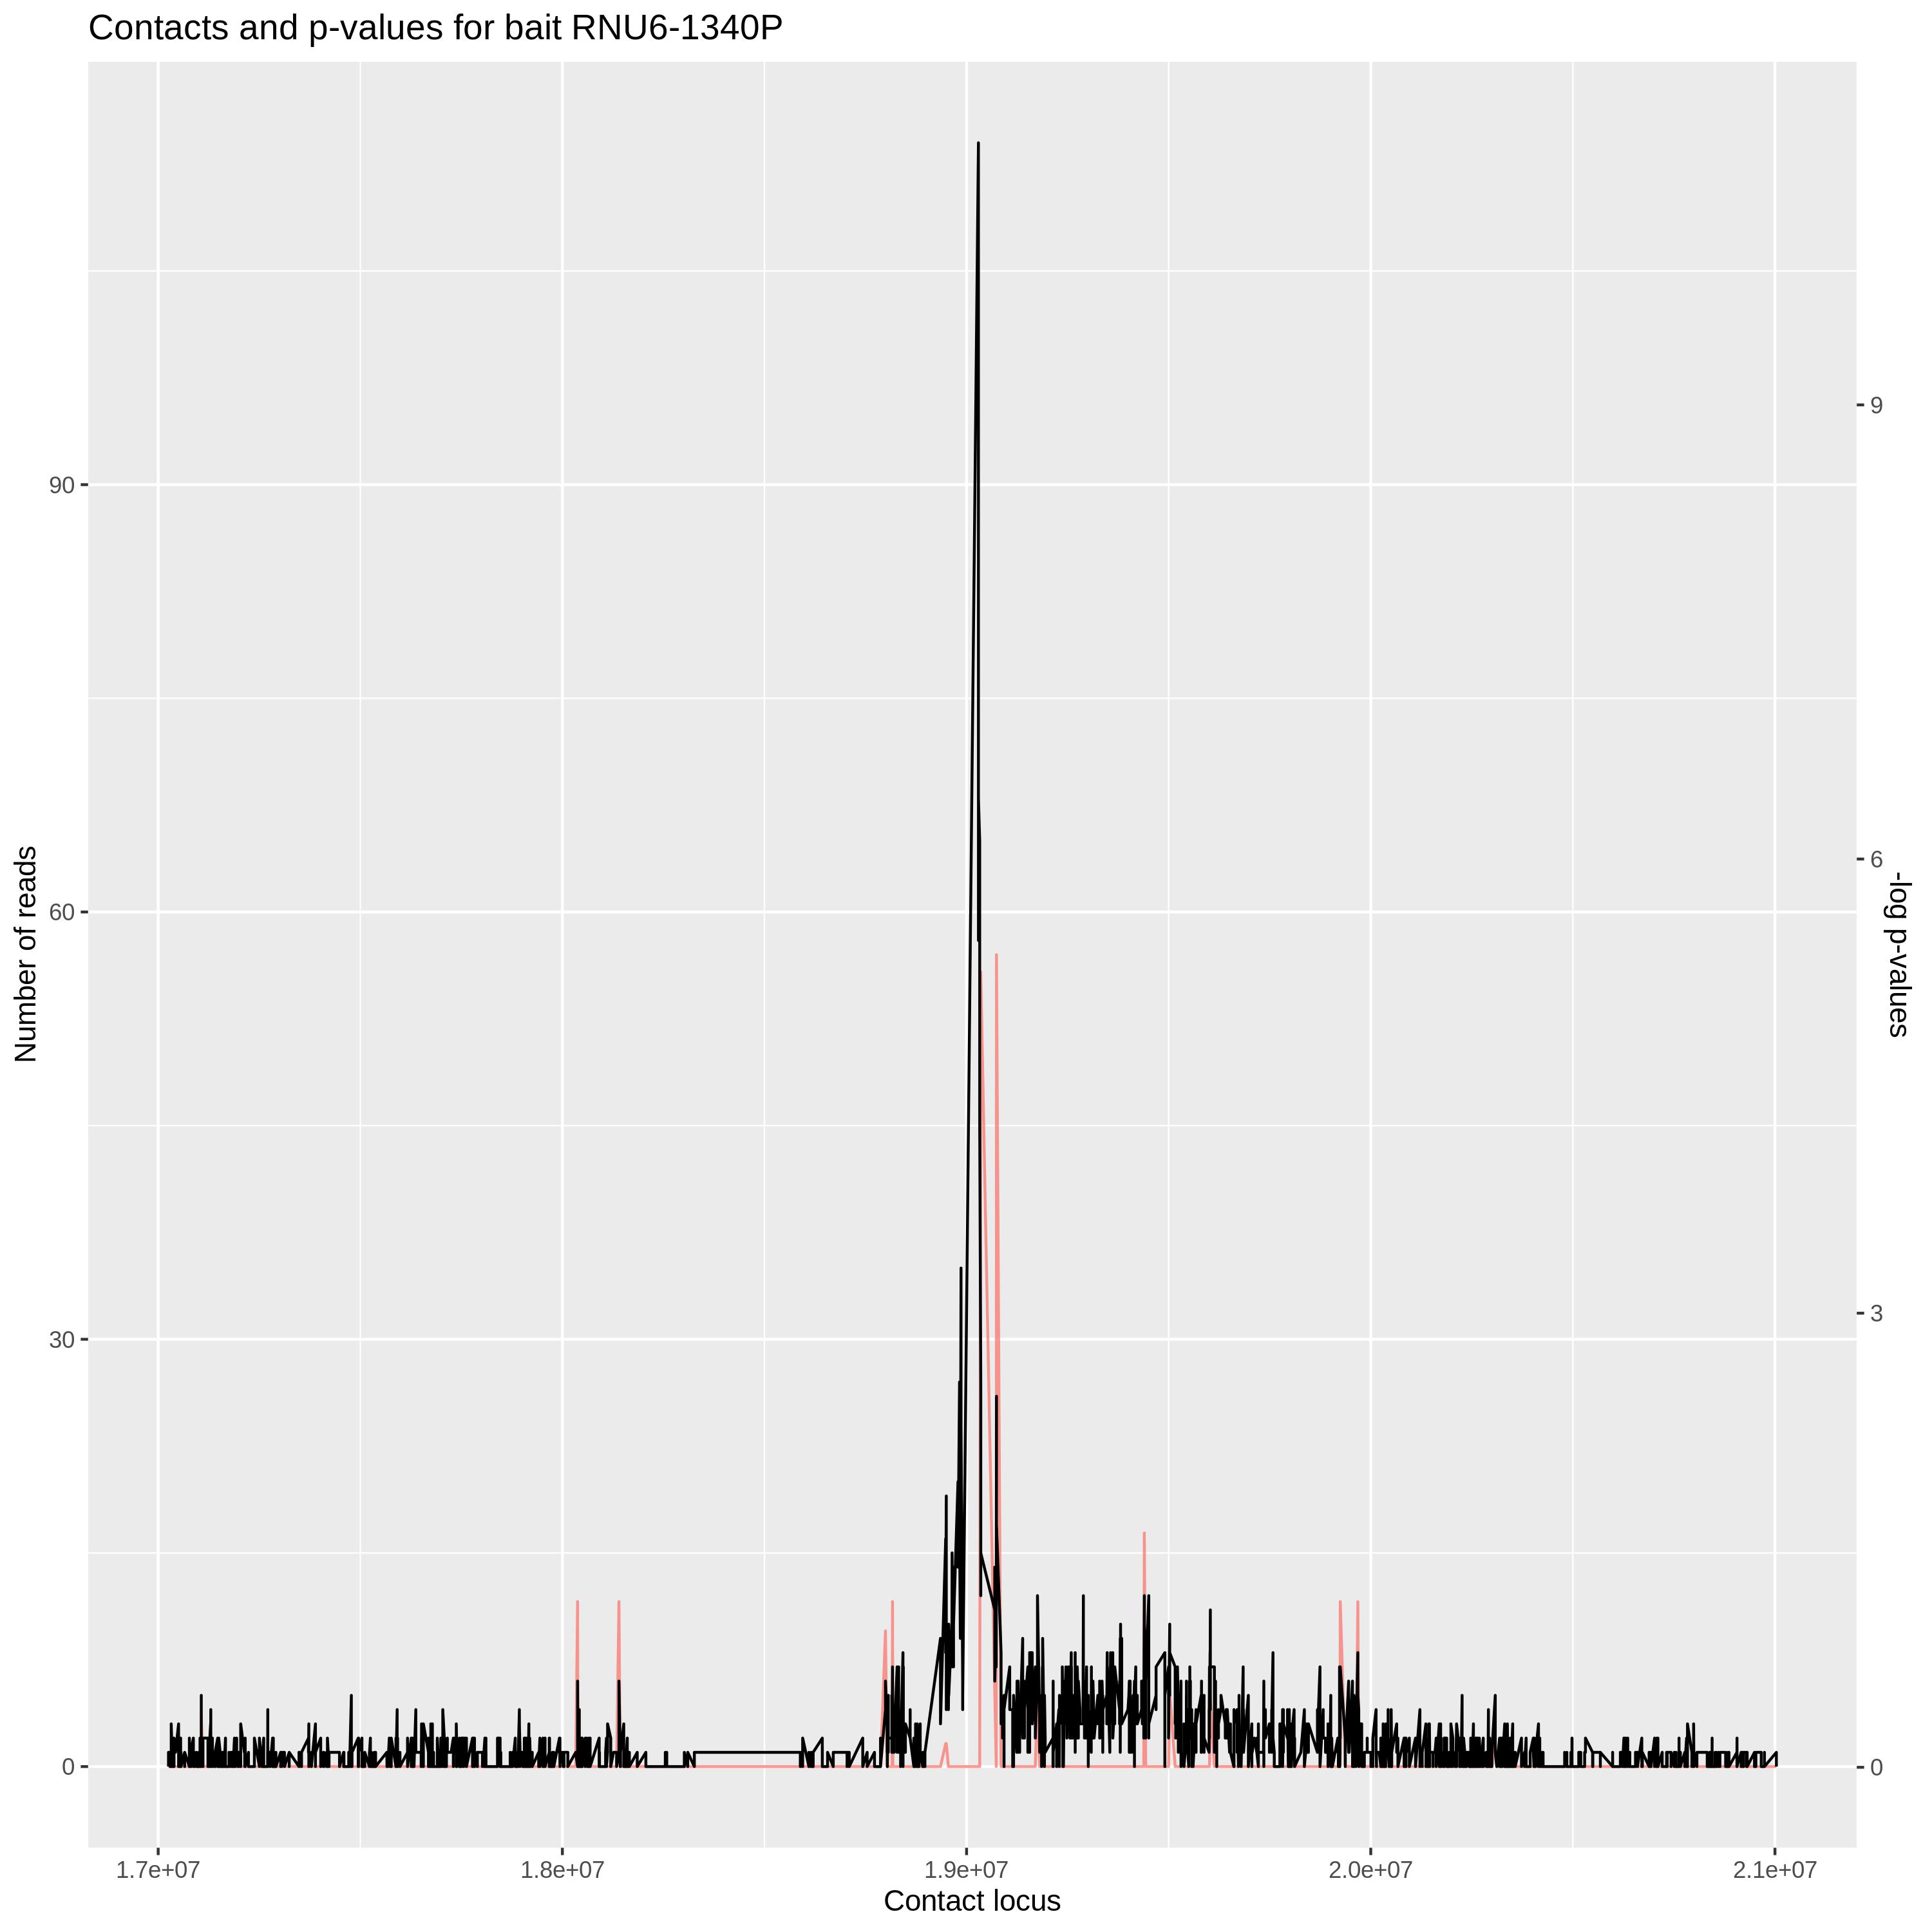 Contacts and p-values for bait RNU6-1340P
Number of reads
90
60
30
0
9
6
3
0
-log p-values
1.7e+07
1.8e+07
1.9e+07
2.0e+07
2.1e+07
Contact locus